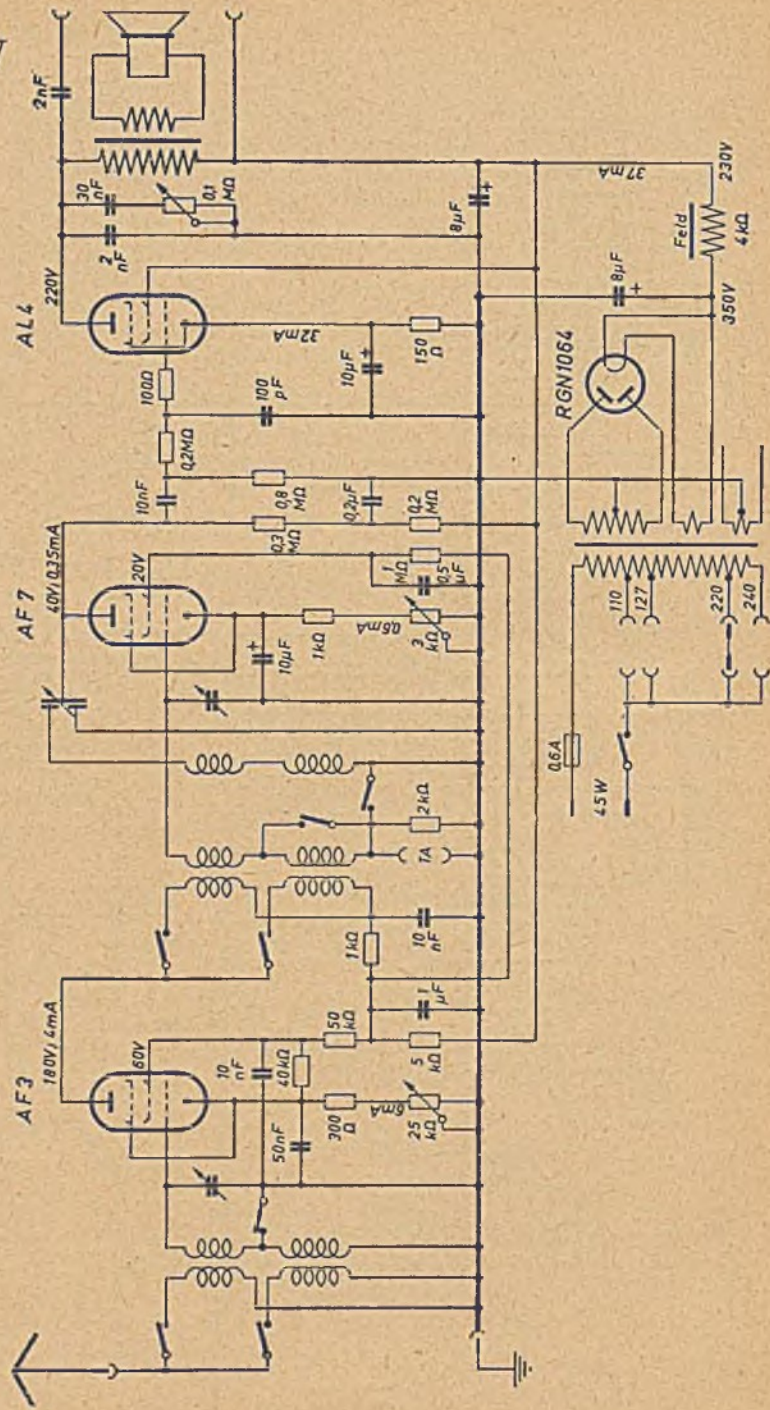 AF3
180V; 4mA
60V
10
nF
40kΩ
50nF
300
Ω
6mA
25
kΩ
50
kΩ
5
kΩ
1
µF
1kΩ
10
nF
TA
2kΩ
AF7
40V; 0,35mA
20V
10µF
1kΩ
0,6mA
3
kΩ
1
MΩ
0,5
µF
0,3
MΩ
0,2
MΩ
0,2µF
0,8
MΩ
10nF
0,2MΩ
100Ω
100
pF
AL4
220V
32mA
10µF
150
Ω
2
nF
30
nF
0,1
MΩ
2nF
8µF
37mA
230V
Feld
4kΩ
8µF
350V
RGN1064
110
127
220
240
0,6A
45W